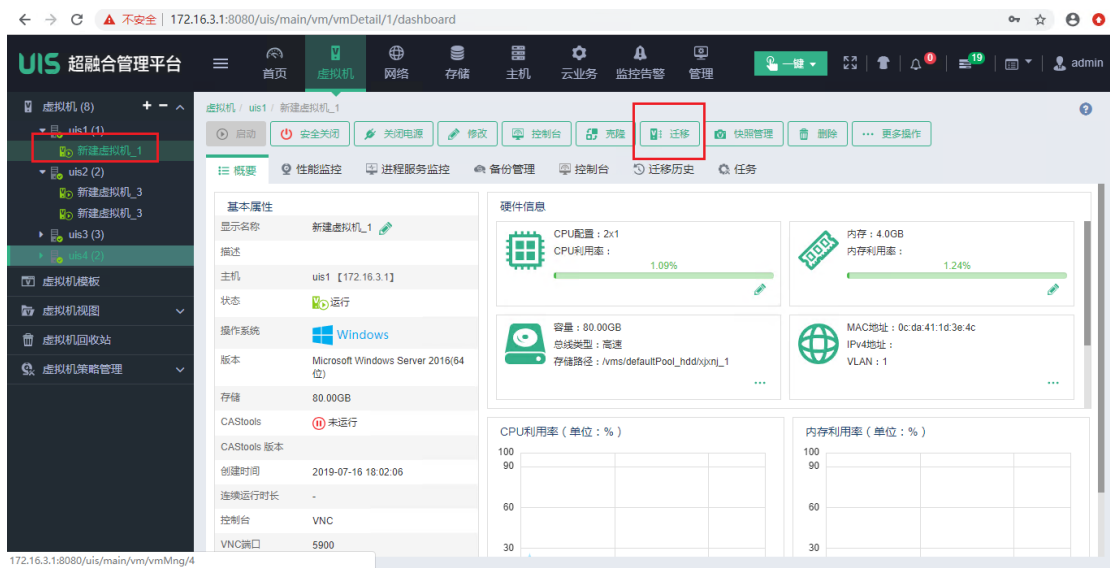 不安全 172.16.3.1:8080/uis/main/vm/vmDetail/1/dashboard
UIS 超融合管理平台
首页 虚拟机 网络 存储 主机 云业务 监控告警 管理
一键 0 19 admin
虚拟机 (8)
uis1 (1)
新建虚拟机_1
uis2 (2)
新建虚拟机_3
新建虚拟机_3
uis3 (3)
uis4 (2)
虚拟机模板
虚拟机视图
虚拟机回收站
虚拟机策略管理
虚拟机 / uis1 / 新建虚拟机_1
启动 安全关闭 关闭电源 修改 控制台 克隆 迁移 快照管理 删除 ··· 更多操作
概要 性能监控 进程服务监控 备份管理 控制台 迁移历史 任务
基本属性
显示名称 新建虚拟机_1
描述
主机 uis1 【172.16.3.1】
状态 运行
操作系统 Windows
版本 Microsoft Windows Server 2016(64
位)
存储 80.00GB
CAStools 未运行
CAStools 版本
创建时间 2019-07-16 18:02:06
连续运行时长 -
控制台 VNC
VNC端口 5900
硬件信息
CPU配置：2x1
CPU利用率：
1.09%
内存：4.0GB
内存利用率：
1.24%
容量：80.00GB
总线类型：高速
存储路径：/vms/defaultPool_hdd/xjxnj_1
···
MAC地址：0c:da:41:1d:3e:4c
IPv4地址：
VLAN：1
···
CPU利用率（单位：%）
100
90
60
30
内存利用率（单位：%）
100
90
60
30
172.16.3.1:8080/uis/main/vm/vmMng/4